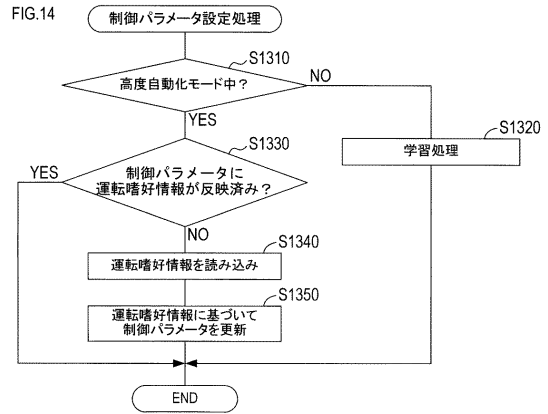 FIG.14
制御パラメータ設定処理
S1310
高度自動化モード中?
NO
YES
S1320
学習処理
S1330
YES
制御パラメータに
運転嗜好情報が反映済み?
NO
S1340
運転嗜好情報を読み込み
S1350
運転嗜好情報に基づいて
制御パラメータを更新
END